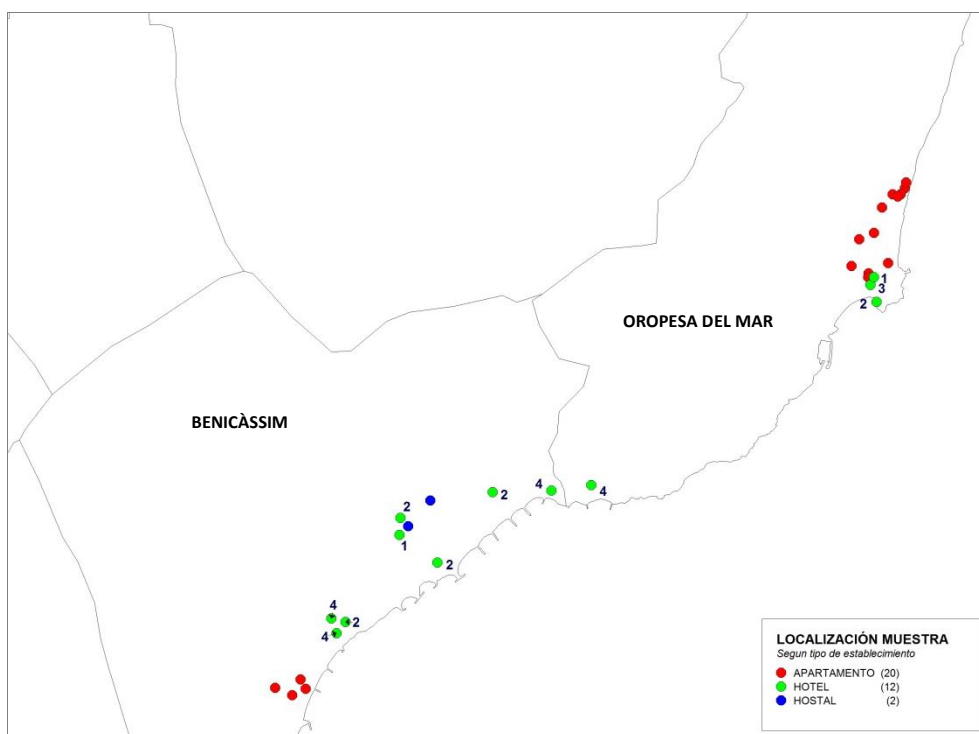 1
3
2
OROPESA DEL MAR
BENICÀSSIM
4
4
2
2
1
2
4
2
4
LOCALIZACIÓN MUESTRA
Segun tipo de establecimiento
APARTAMENTO (20)
HOTEL (12)
HOSTAL (2)